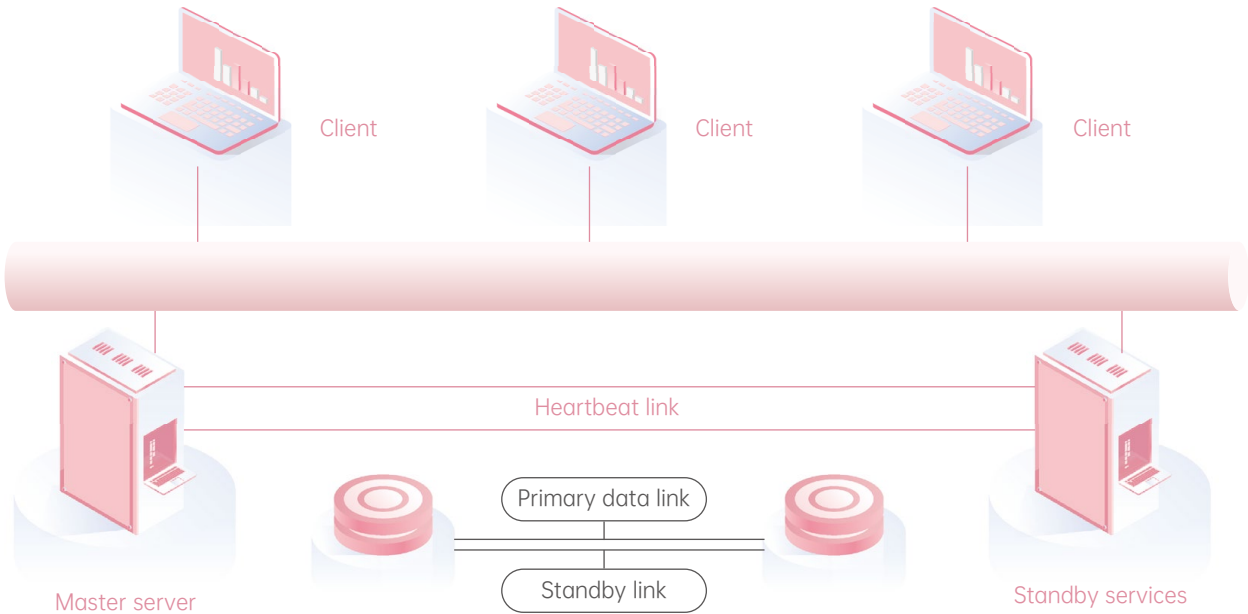 Client
Client
Client
Heartbeat link
Primary data link
Standby link
Master server
Standby services